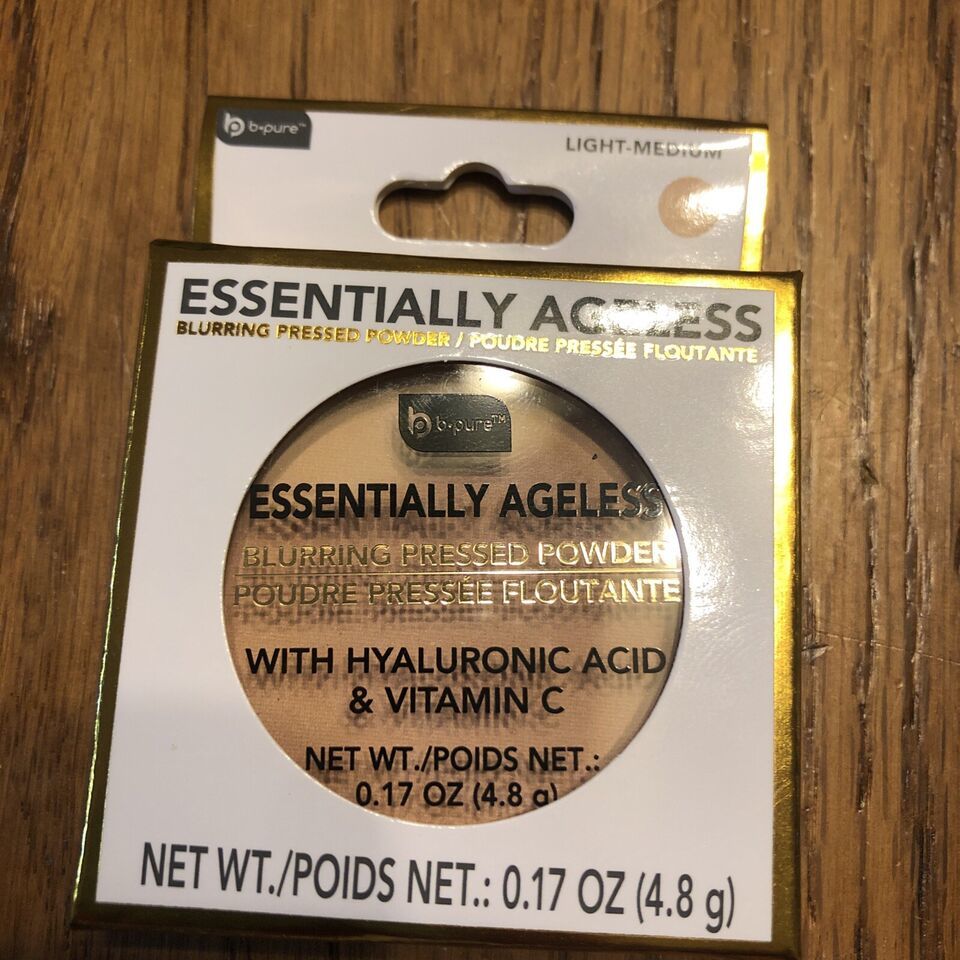 b•pure™
LIGHT-MEDIUM
ESSENTIALLY AGELESS
BLURRING PRESSED POWDER / POUDRE PRESSÉE FLOUTANTE
b•pure™
ESSENTIALLY AGELESS
BLURRING PRESSED POWDER
POUDRE PRESSÉE FLOUTANTE
WITH HYALURONIC ACID
& VITAMIN C
NET WT./POIDS NET.:
0.17 OZ (4.8 g)
NET WT./POIDS NET.: 0.17 OZ (4.8 g)